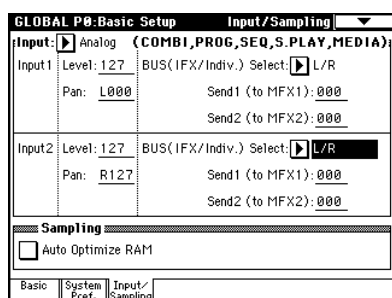 GLOBAL P0:Basic Setup Input/Sampling
Input: Analog (COMBI,PROG,SEQ,S.PLAY,MEDIA)
Input1 Level: 127 BUS(IFX/Indiv.) Select: L/R
Pan: L000 Send1 (to MFX1): 000
Send2 (to MFX2): 000
Input2 Level: 127 BUS(IFX/Indiv.) Select: L/R
Pan: R127 Send1 (to MFX1): 000
Send2 (to MFX2): 000
Sampling
Auto Optimize RAM
Basic System Pref. Input/Sampling